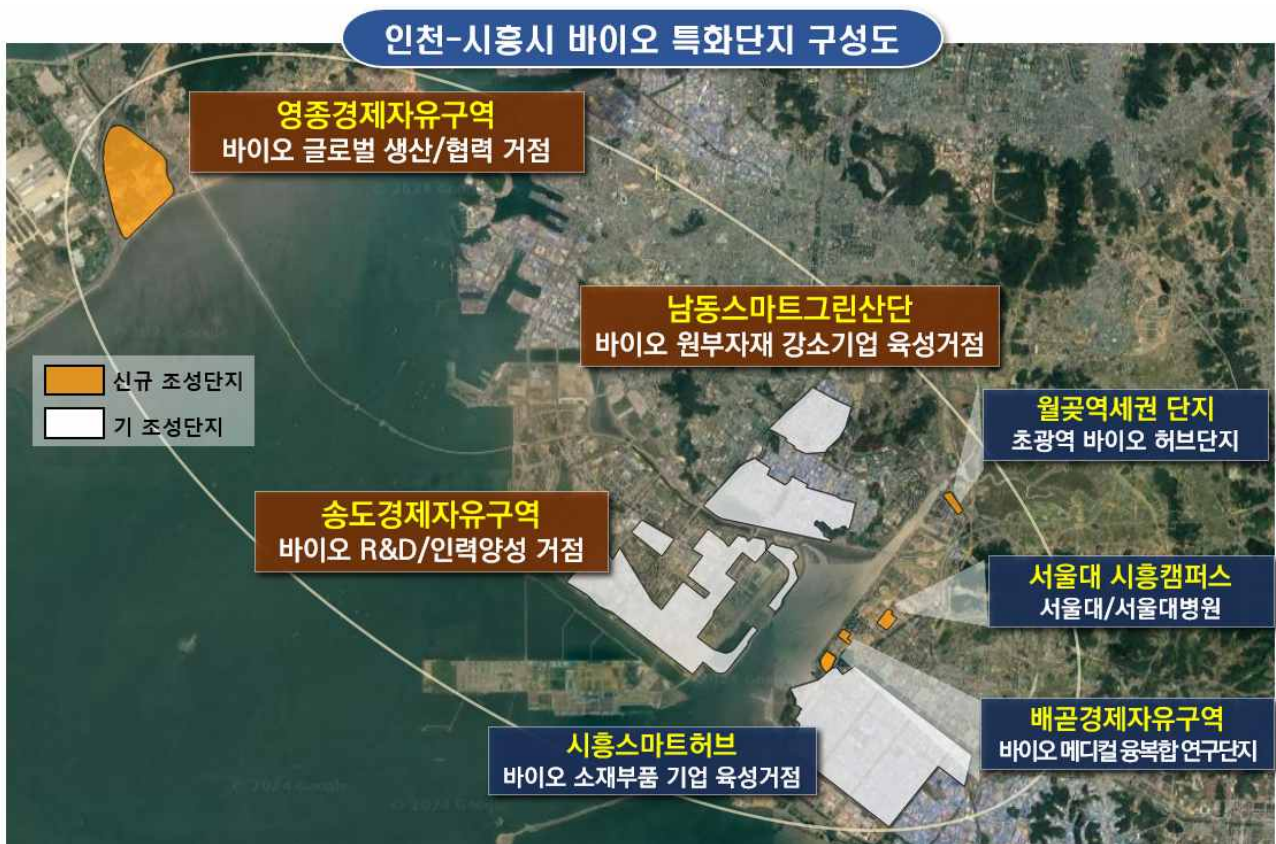 인천-시흥시 바이오 특화단지 구성도
영종경제자유구역
바이오 글로벌 생산/협력 거점
남동스마트그린산단
바이오 원부자재 강소기업 육성거점
신규 조성단지
기 조성단지
월곶역세권 단지
초광역 바이오 허브단지
송도경제자유구역
바이오 R&D/인력양성 거점
서울대 시흥캠퍼스
서울대/서울대병원
배곧경제자유구역
바이오 메디컬 융복합 연구단지
시흥스마트허브
바이오 소재부품 기업 육성거점
© 2024 Google